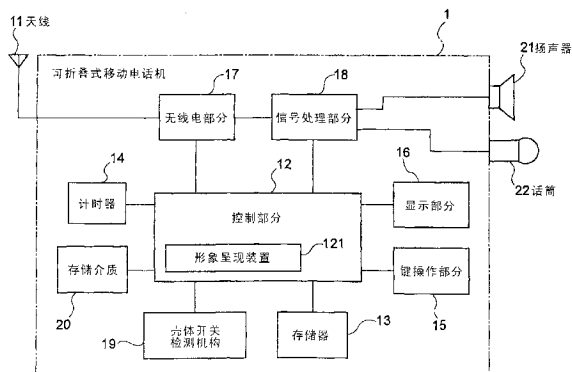 11天线
1
21扬声器
可折叠式移动电话机
17
18
无线电部分
信号处理部分
22话筒
14
12
16
计时器
控制部分
显示部分
形象呈现装置
121
存储介质
键操作部分
20
19
壳体开关
检测机构
存储器
13
15